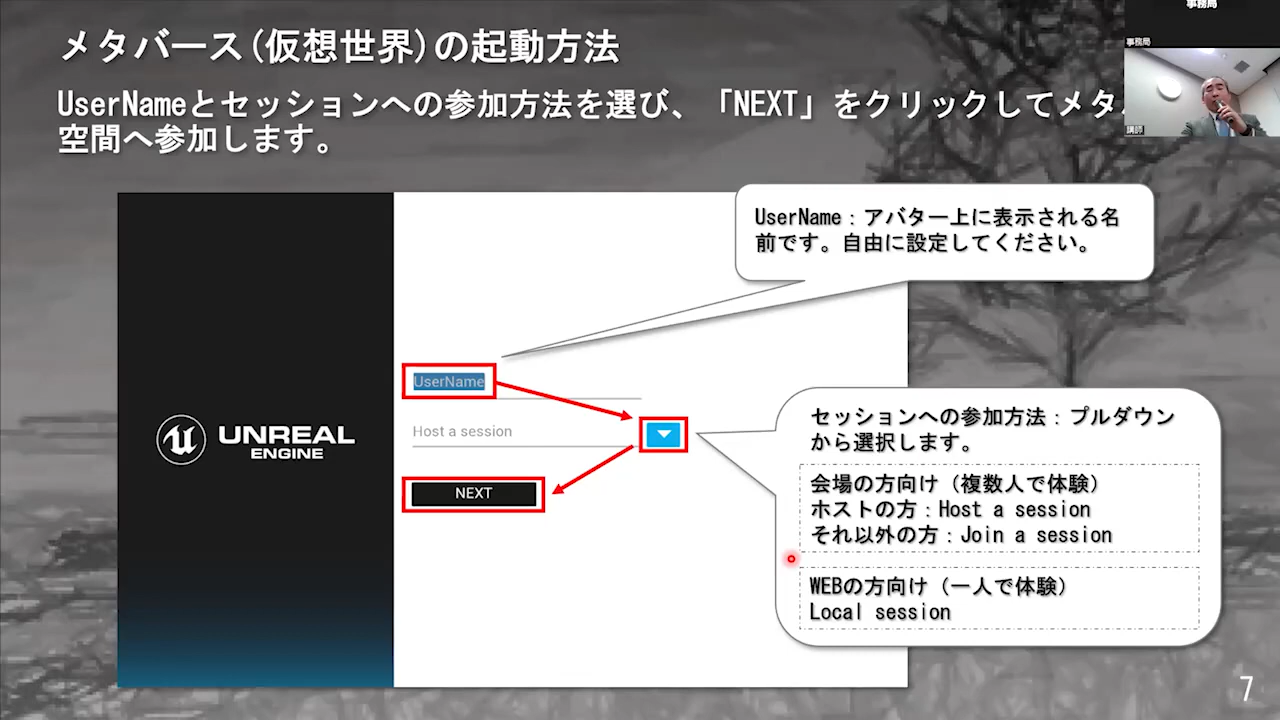 メタバース(仮想世界)の起動方法
事務局
事務局
講師
UserNameとセッションへの参加方法を選び、「NEXT」をクリックしてメタ
空間へ参加します。
UserName：アバター上に表示される名
前です。自由に設定してください。
UserName
Host a session
NEXT
UNREAL
ENGINE
セッションへの参加方法：プルダウン
から選択します。
会場の方向け（複数人で体験）
ホストの方：Host a session
それ以外の方：Join a session
WEBの方向け（一人で体験）
Local session
7